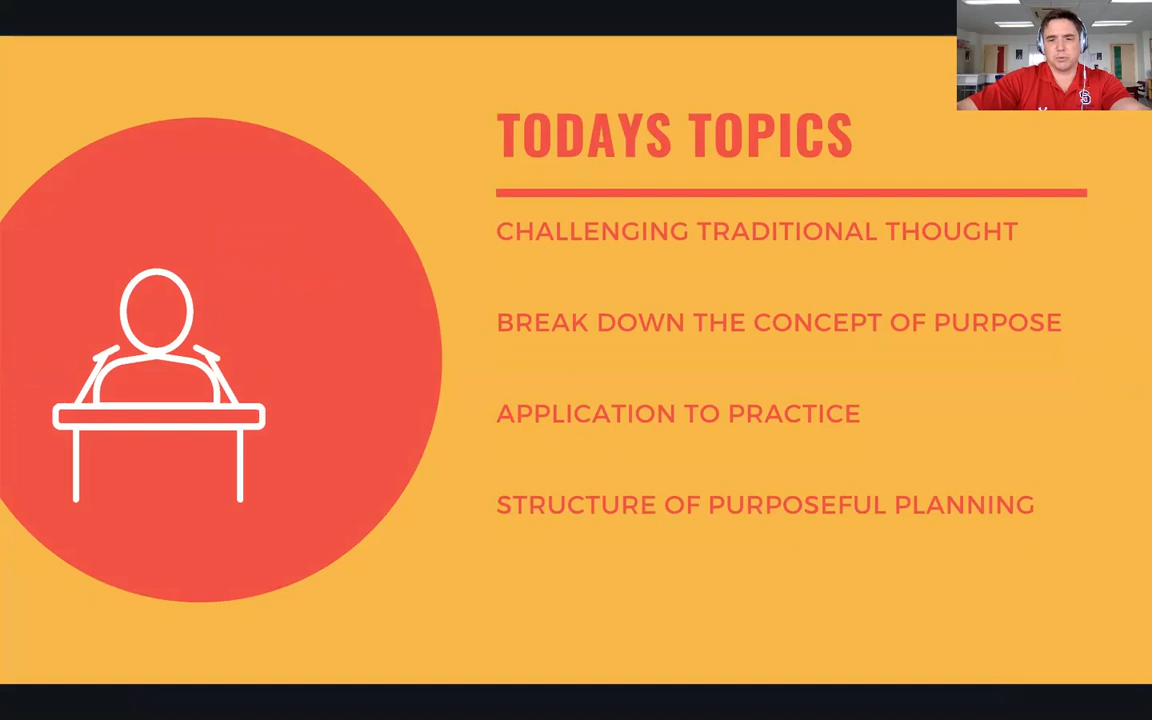 TODAYS TOPICS
CHALLENGING TRADITIONAL THOUGHT
BREAK DOWN THE CONCEPT OF PURPOSE
APPLICATION TO PRACTICE
STRUCTURE OF PURPOSEFUL PLANNING